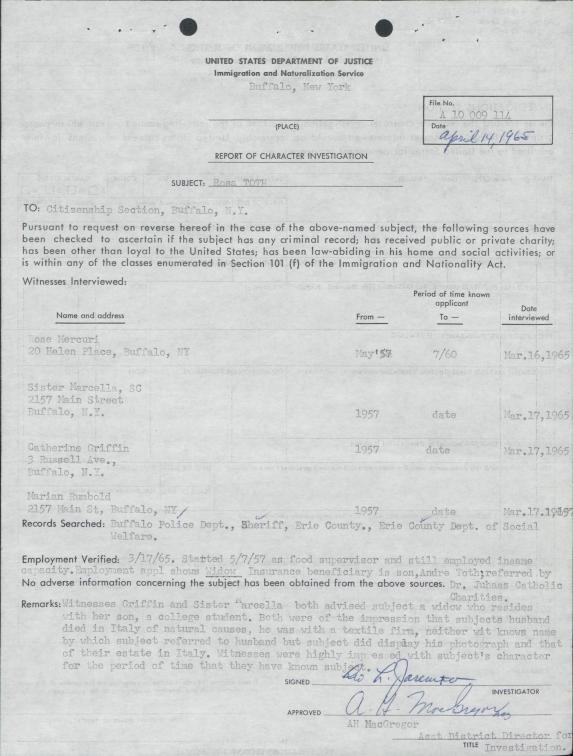 UNITED STATES DEPARTMENT OF JUSTICE
Immigration and Naturalization Service
Buffalo, New York
File No.
A 10 009 114
Date
april 14, 1965
(PLACE)
REPORT OF CHARACTER INVESTIGATION
SUBJECT: Rosa TOTH
TO: Citizenship Section, Buffalo, N.Y.
Pursuant to request on reverse hereof in the case of the above-named subject, the following sources have
been checked to ascertain if the subject has any criminal record; has received public or private charity;
has been other than loyal to the United States; has been law-abiding in his home and social activities; or
is within any of the classes enumerated in Section 101 (f) of the Immigration and Nationality Act.
Witnesses Interviewed:
Period of time known
applicant
Name and address From — To — Date
interviewed
Rose Mercuri
20 Helen Place, Buffalo, NY May '57 7/60 Mar.16,1965
Sister Marcella, SC
2157 Main Street
Buffalo, N.Y. 1957 date Mar.17,1965
Catherine Griffin 1957 date Mar.17,1965
3 Russell Ave.,
Buffalo, N.Y.
Marian Rumbold
2157 Main St, Buffalo, NY 1957 date Mar.17.
Records Searched: Buffalo Police Dept., Sheriff, Erie County., Erie County Dept. of Social
Welfare.
Employment Verified: 3/17/65. Started 5/7/57 as food supervisor and still employed insame
capacity.Employment appl shows Widow Insurance beneficiary is son,Andre Toth;referred by
No adverse information concerning the subject has been obtained from the above sources. Dr. Juhasz Catholic
Charities.
Remarks: Witnesses Griffin and Sister Marcella both advised subject a widow who resides
with her son, a college student. Both were of the impression that subjects husband
died in Italy of natural causes, he was with a textile firm, neither wit knows name
by which subject referred to husband but subject did display his photograph and that
of their estate in Italy. Witnesses were highly impressed with subject's character
for the period of time that they have known subject.
SIGNED
INVESTIGATOR
APPROVED A. H. MacGregor
AH MacGregor
Asst District Director for
TITLE Investigation.